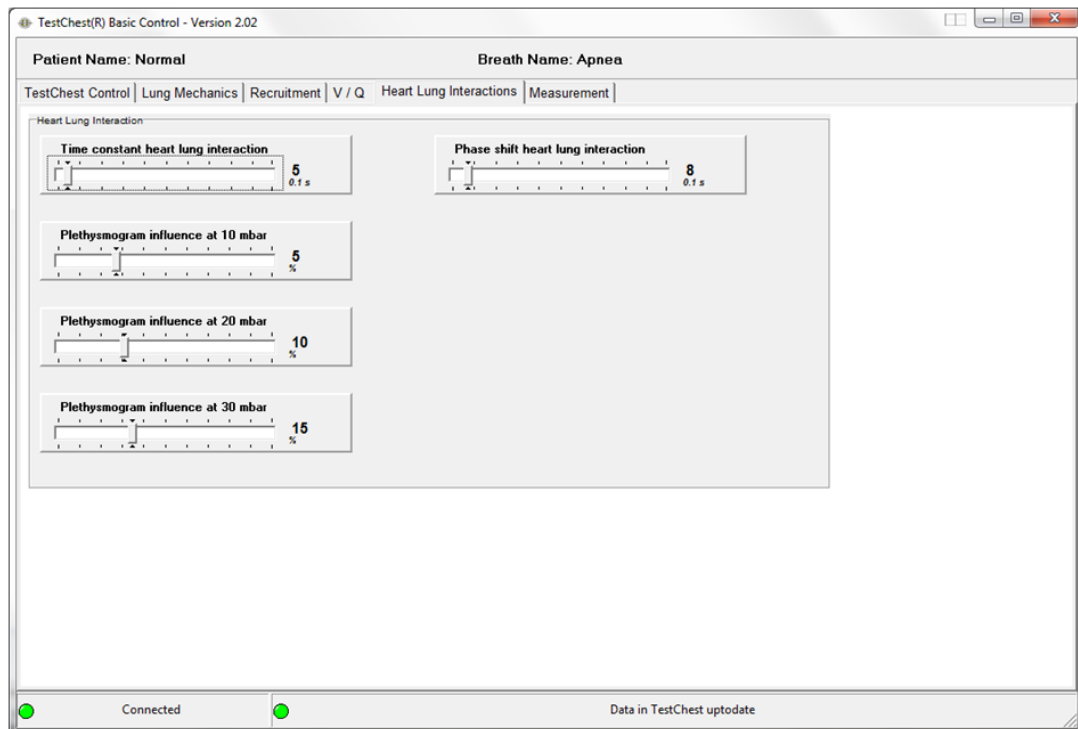 TestChest(R) Basic Control - Version 2.02
Patient Name: Normal Breath Name: Apnea
TestChest Control Lung Mechanics Recruitment V / Q Heart Lung Interactions Measurement
Heart Lung Interaction
Time constant heart lung interaction
5
0.1 s
Phase shift heart lung interaction
8
0.1 s
Plethysmogram influence at 10 mbar
5
%
Plethysmogram influence at 20 mbar
10
%
Plethysmogram influence at 30 mbar
15
%
Connected Data in TestChest uptodate